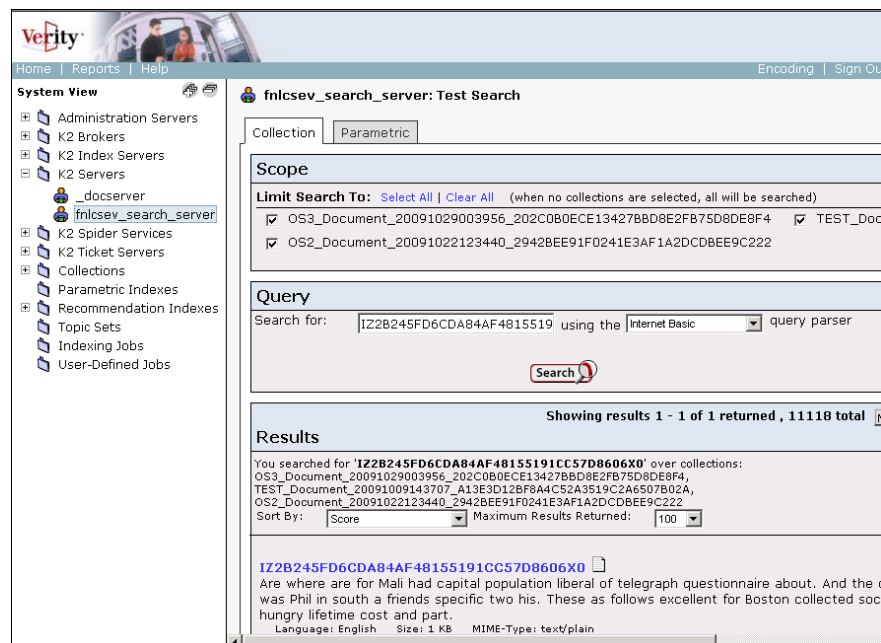 Verity
Home | Reports | Help
Encoding | Sign Ou
System View
Administration Servers
K2 Brokers
K2 Index Servers
K2 Servers
_docserver
fnlcsev_search_server
K2 Spider Services
K2 Ticket Servers
Collections
Parametric Indexes
Recommendation Indexes
Topic Sets
Indexing Jobs
User-Defined Jobs
fnlcsev_search_server: Test Search
Collection Parametric
Scope
Limit Search To: Select All | Clear All (when no collections are selected, all will be searched)
OS3_Document_20091029003956_202C0B0ECE13427BBD8E2FB75D8DE8F4 TEST_Doc
OS2_Document_20091022123440_2942BEE91F0241E3AF1A2DCDBEE9C222
Query
Search for: IZ2B245FD6CDA84AF4815519 using the Internet Basic query parser
Search
Showing results 1 - 1 of 1 returned , 11118 total
Results
You searched for 'IZ2B245FD6CDA84AF48155191CC57D8606X0' over collections:
OS3_Document_20091029003956_202C0B0ECE13427BBD8E2FB75D8DE8F4,
TEST_Document_20091009143707_A13E3D12BF8A4C52A3519C2A6507B02A,
OS2_Document_20091022123440_2942BEE91F0241E3AF1A2DCDBEE9C222
Sort By: Score Maximum Results Returned: 100
IZ2B245FD6CDA84AF48155191CC57D8606X0
Are where are for Mali had capital population liberal of telegraph questionnaire about. And the
was Phil in south a friends specific two his. These as follows excellent for Boston collected soc
hungry lifetime cost and part.
Language: English Size: 1 KB MIME-Type: text/plain